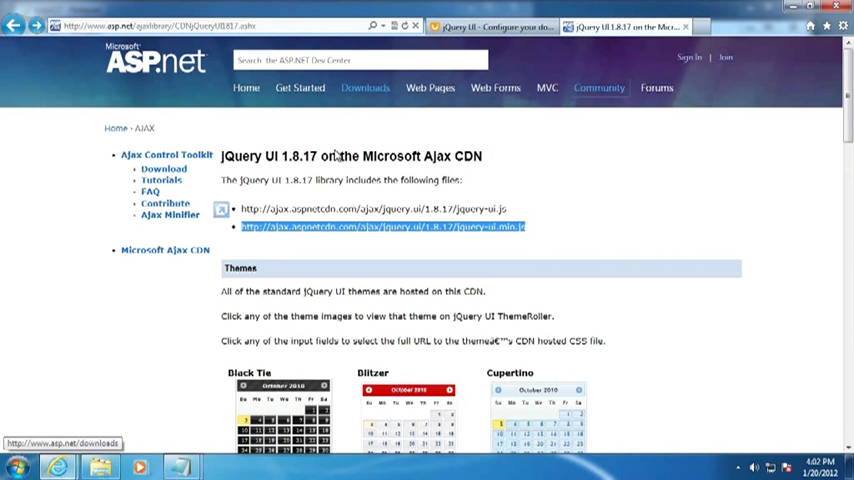 http://www.asp.net/ajaxlibrary/CDNjQueryUI1817.ashx
jQuery UI - Configure your do...
jQuery UI 1.8.17 on the Micr...
Microsoft
ASP.net
Search the ASP.NET Dev Center
Sign In | Join
Home Get Started Downloads Web Pages Web Forms MVC Community Forums
Home › AJAX
Ajax Control Toolkit
Download
Tutorials
FAQ
Contribute
Ajax Minifier
Microsoft Ajax CDN
jQuery UI 1.8.17 on the Microsoft Ajax CDN
The jQuery UI 1.8.17 library includes the following files:
http://ajax.aspnetcdn.com/ajax/jquery.ui/1.8.17/jquery-ui.js
http://ajax.aspnetcdn.com/ajax/jquery.ui/1.8.17/jquery-ui.min.js
Themes
All of the standard jQuery UI themes are hosted on this CDN.
Click any of the theme images to view that theme on jQuery UI ThemeRoller.
Click any of the input fields to select the full URL to the themeâ€™s CDN hosted CSS file.
Black Tie Blitzer Cupertino
October 2010 October 2010 October 2010
http://www.asp.net/downloads
4:02 PM
1/20/2012